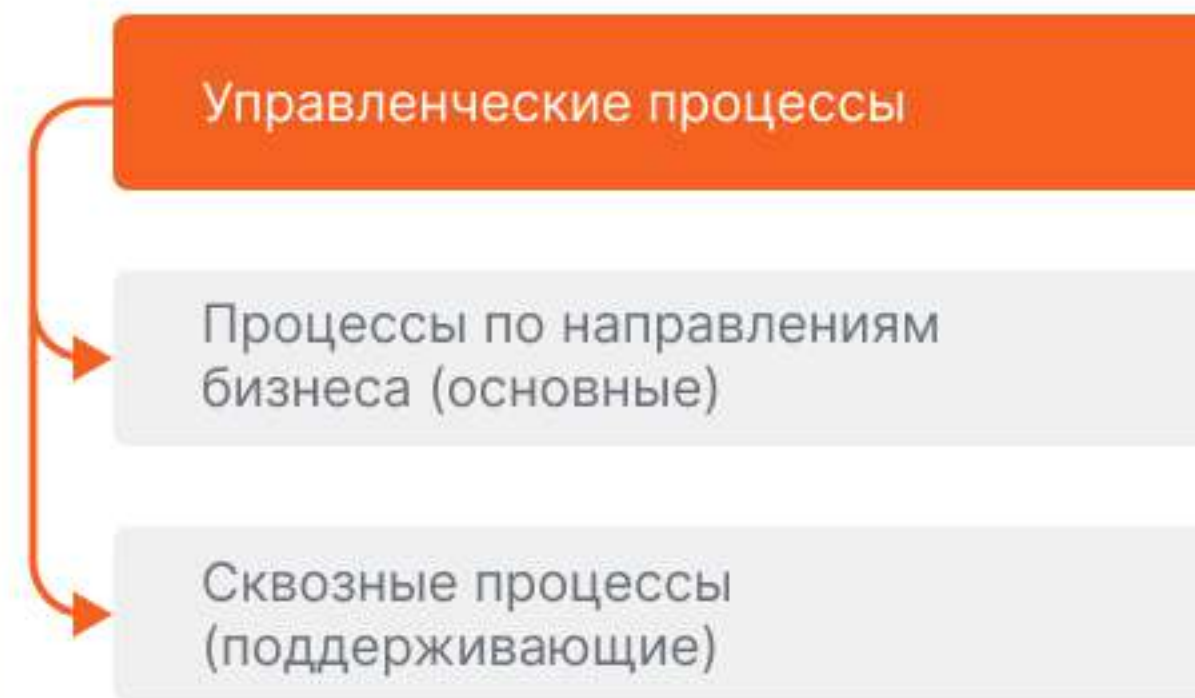 Управленческие процессы
Процессы по направлениям
бизнеса (основные)
Сквозные процессы
(поддерживающие)